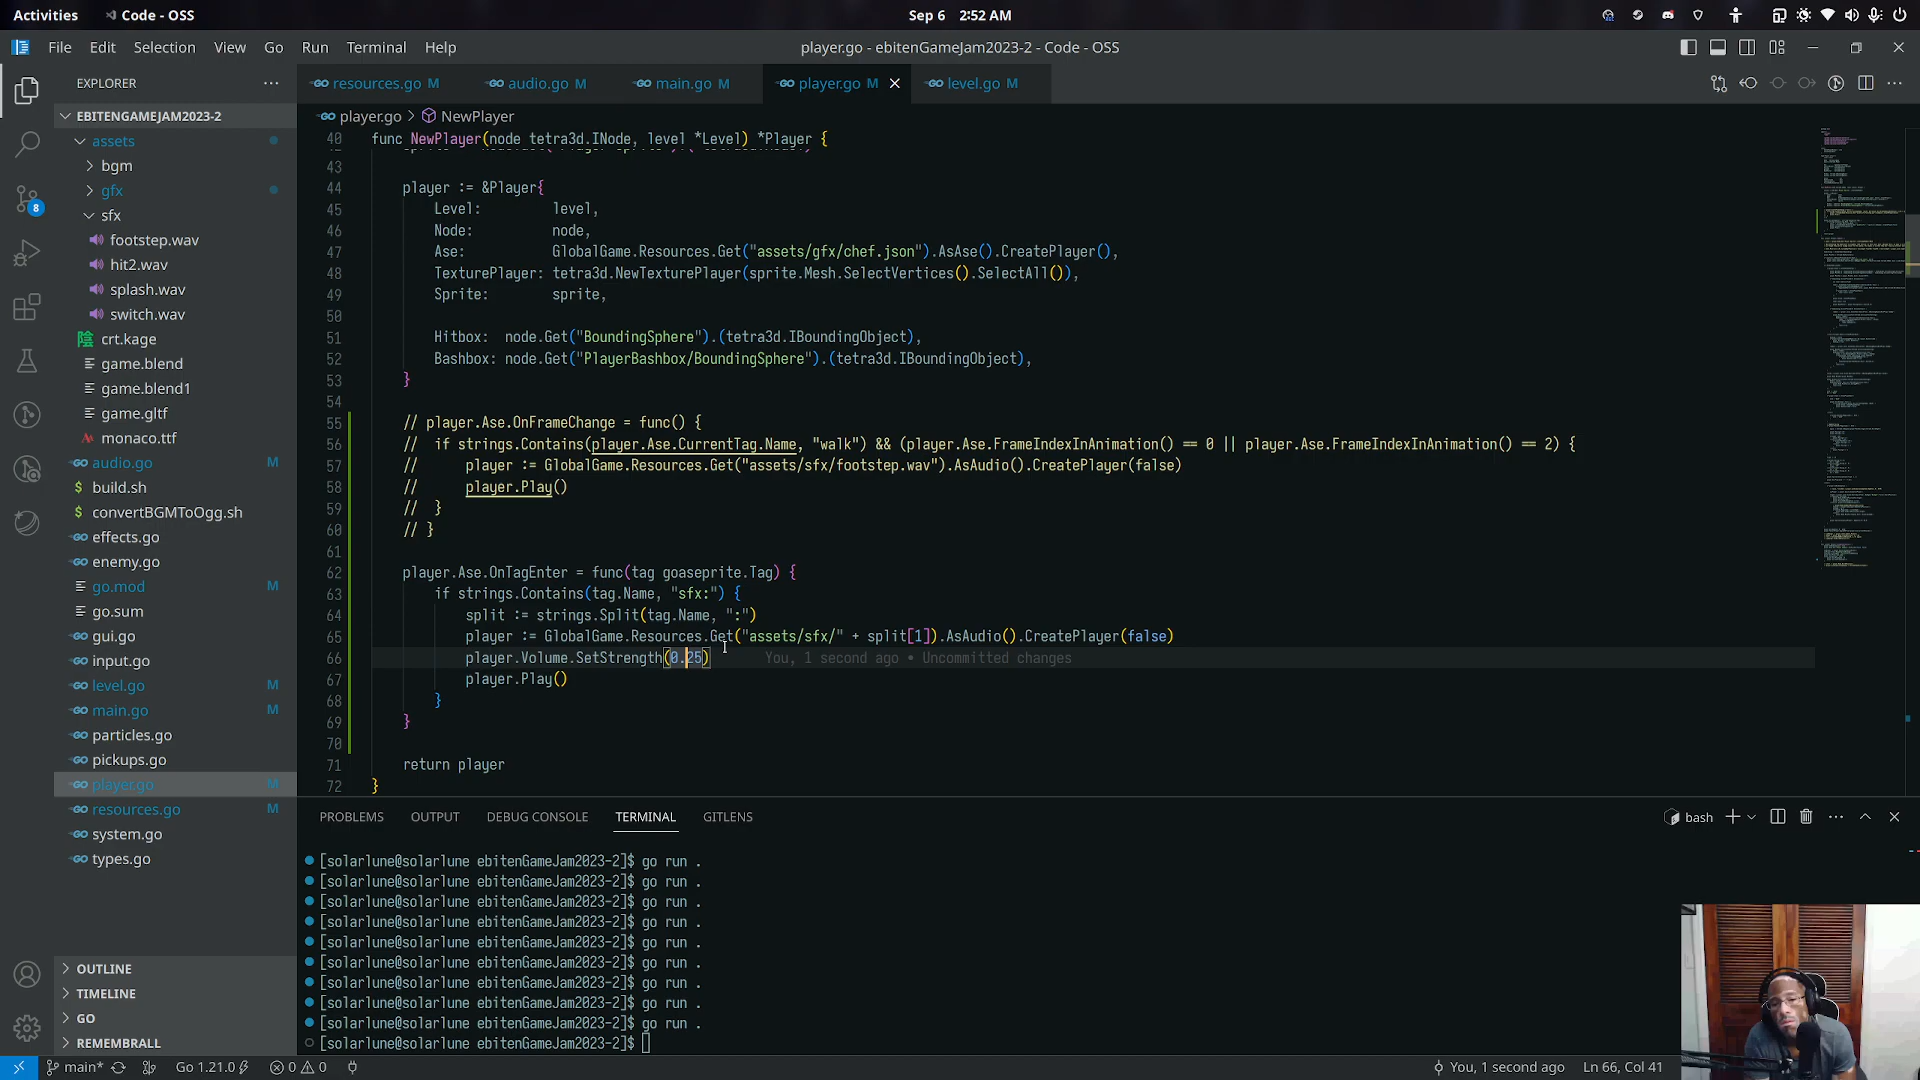 Activities
Code - OSS
Sep 6 2:52 AM
File Edit Selection View Go Run Terminal Help
player.go - ebitenGameJam2023-2 - Code - OSS
EXPLORER
resources.go M
audio.go M
main.go M
player.go M
level.go M
EBITENGAMEJAM2023-2
assets
bgm
gfx
sfx
footstep.wav
hit2.wav
splash.wav
switch.wav
crt.kage
game.blend
game.blend1
game.gltf
monaco.ttf
audio.go M
build.sh
convertBGMToOgg.sh
effects.go
enemy.go
go.mod M
go.sum
gui.go
input.go
level.go M
main.go M
particles.go
pickups.go
player.go M
resources.go M
system.go
types.go
OUTLINE
TIMELINE
GO
REMEMBRALL
8
player.go > NewPlayer
40 func NewPlayer(node tetra3d.INode, level *Level) *Player {
43
44 player := &Player{
45 Level: level,
46 Node: node,
47 Ase: GlobalGame.Resources.Get("assets/gfx/chef.json").AsAse().CreatePlayer(),
48 TexturePlayer: tetra3d.NewTexturePlayer(sprite.Mesh.SelectVertices().SelectAll()),
49 Sprite: sprite,
50
51 Hitbox: node.Get("BoundingSphere").(tetra3d.IBoundingObject),
52 Bashbox: node.Get("PlayerBashbox/BoundingSphere").(tetra3d.IBoundingObject),
53 }
54
55 // player.Ase.OnFrameChange = func() {
56 // if strings.Contains(player.Ase.CurrentTag.Name, "walk") && (player.Ase.FrameIndexInAnimation() == 0 || player.Ase.FrameIndexInAnimation() == 2) {
57 // player := GlobalGame.Resources.Get("assets/sfx/footstep.wav").AsAudio().CreatePlayer(false)
58 // player.Play()
59 // }
60 // }
61
62 player.Ase.OnTagEnter = func(tag goaseprite.Tag) {
63 if strings.Contains(tag.Name, "sfx:") {
64 split := strings.Split(tag.Name, ":")
65 player := GlobalGame.Resources.Get("assets/sfx/" + split[1]).AsAudio().CreatePlayer(false)
66 player.Volume.SetStrength(0.25) You, 1 second ago • Uncommitted changes
67 player.Play()
68 }
69 }
70
71 return player
72 }
PROBLEMS OUTPUT DEBUG CONSOLE TERMINAL GITLENS
bash
[solarlune@solarlune ebitenGameJam2023-2]$ go run .
[solarlune@solarlune ebitenGameJam2023-2]$ go run .
[solarlune@solarlune ebitenGameJam2023-2]$ go run .
[solarlune@solarlune ebitenGameJam2023-2]$ go run .
[solarlune@solarlune ebitenGameJam2023-2]$ go run .
[solarlune@solarlune ebitenGameJam2023-2]$ go run .
[solarlune@solarlune ebitenGameJam2023-2]$ go run .
[solarlune@solarlune ebitenGameJam2023-2]$ go run .
[solarlune@solarlune ebitenGameJam2023-2]$ go run .
[solarlune@solarlune ebitenGameJam2023-2]$
main* Go 1.21.0 0 0
You, 1 second ago
Ln 66, Col 41